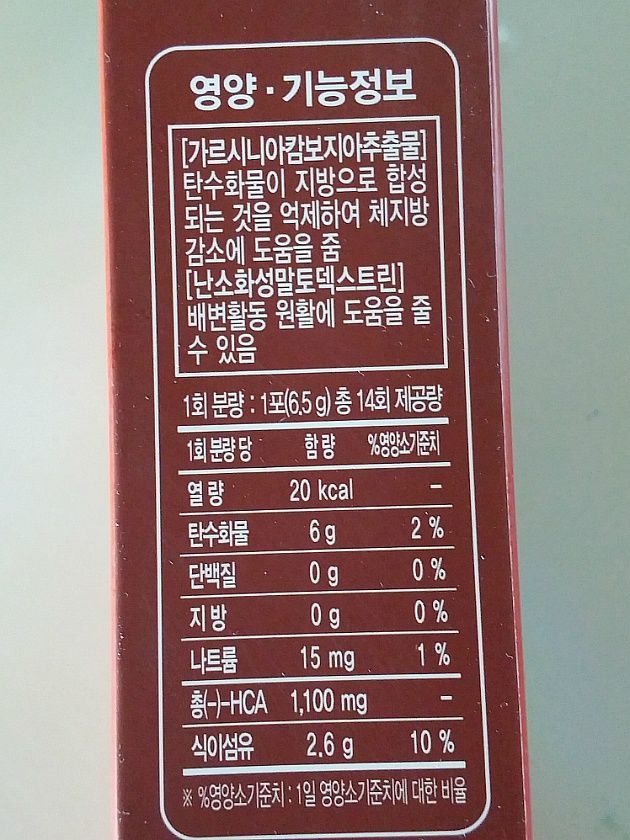 영양·기능정보
[가르시니아캄보지아추출물]
탄수화물이 지방으로 합성
되는 것을 억제하여 체지방
감소에 도움을 줌
[난소화성말토덱스트린]
배변활동 원활에 도움을 줄
수 있음
1회 분량 : 1포(6.5 g) 총 14회 제공량
1회 분량 당 함 량 %영양소기준치
열 량 20 kcal –
탄수화물 6 g 2 %
단백질 0 g 0 %
지 방 0 g 0 %
나트륨 15 mg 1 %
총(-)-HCA 1,100 mg –
식이섬유 2.6 g 10 %
※ %영양소기준치 : 1일 영양소기준치에 대한 비율